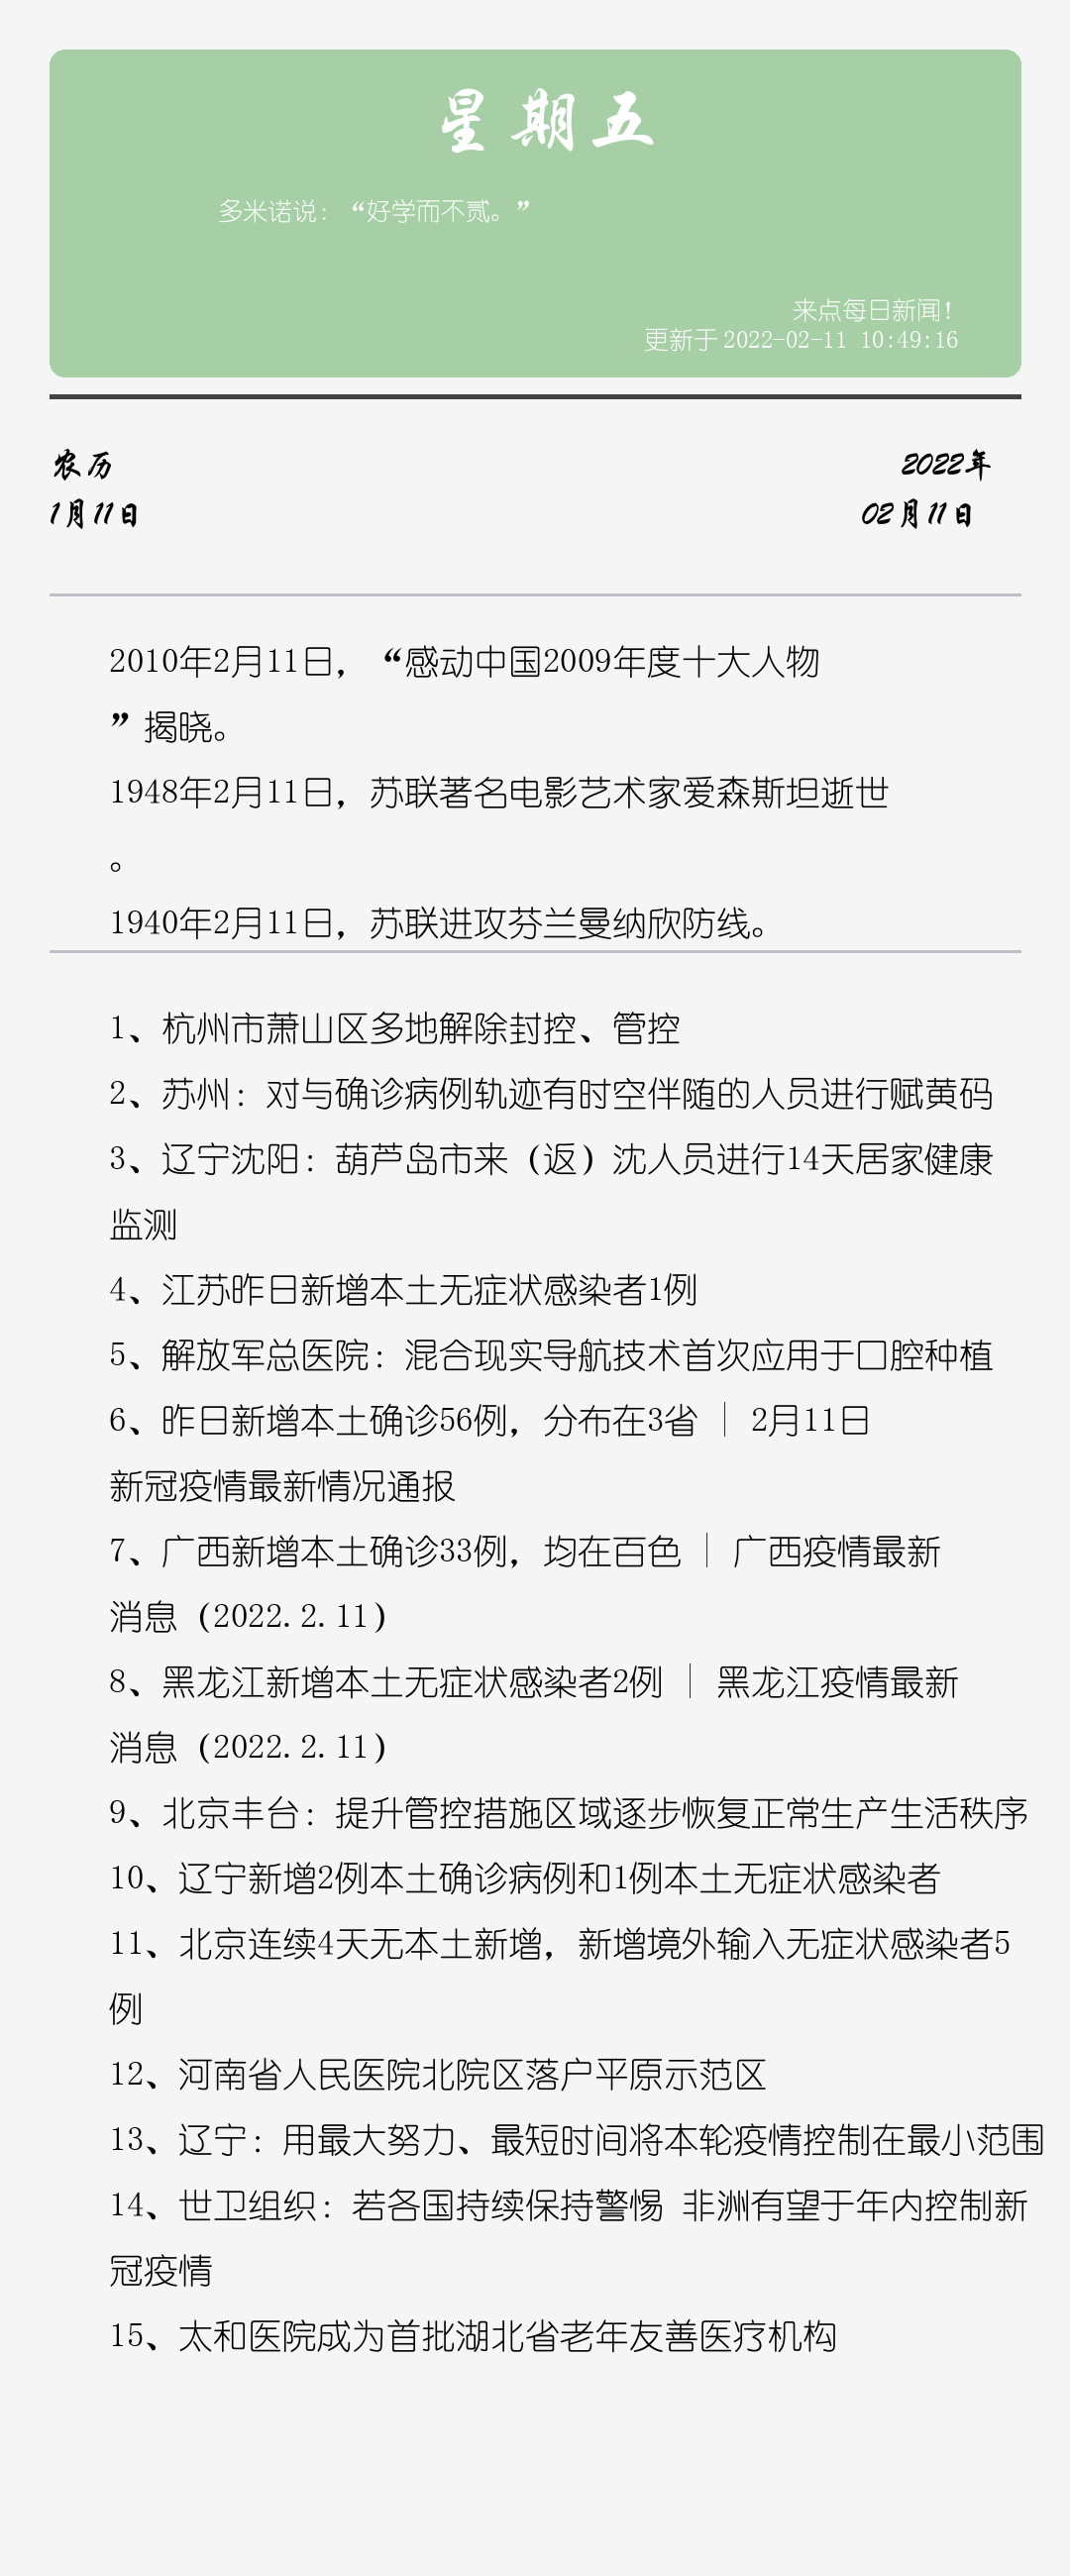 星期五
多米诺说：“好学而不贰。”
来点每日新闻！
更新于 2022-02-11 10:49:16
农历
2022年
1月11日
02月11日
2010年2月11日，“感动中国2009年度十大人物
”揭晓。
1948年2月11日，苏联著名电影艺术家爱森斯坦逝世
。
1940年2月11日，苏联进攻芬兰曼纳欣防线。
1、杭州市萧山区多地解除封控、管控
2、苏州：对与确诊病例轨迹有时空伴随的人员进行赋黄码
3、辽宁沈阳：葫芦岛市来（返）沈人员进行14天居家健康
监测
4、江苏昨日新增本土无症状感染者1例
5、解放军总医院：混合现实导航技术首次应用于口腔种植
6、昨日新增本土确诊56例，分布在3省 | 2月11日
新冠疫情最新情况通报
7、广西新增本土确诊33例，均在百色 | 广西疫情最新
消息（2022.2.11）
8、黑龙江新增本土无症状感染者2例 | 黑龙江疫情最新
消息（2022.2.11）
9、北京丰台：提升管控措施区域逐步恢复正常生产生活秩序
10、辽宁新增2例本土确诊病例和1例本土无症状感染者
11、北京连续4天无本土新增，新增境外输入无症状感染者5
例
12、河南省人民医院北院区落户平原示范区
13、辽宁：用最大努力、最短时间将本轮疫情控制在最小范围
14、世卫组织：若各国持续保持警惕 非洲有望于年内控制新
冠疫情
15、太和医院成为首批湖北省老年友善医疗机构